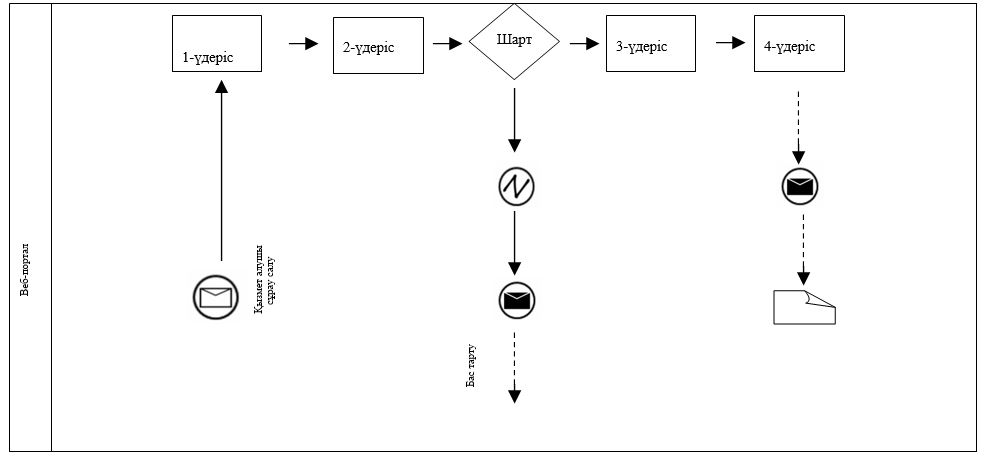 1-үдеріс
2-үдеріс
Шарт
3-үдеріс
4-үдеріс
Веб-портал
Қызмет алушы
сұрау салу
Бас тарту